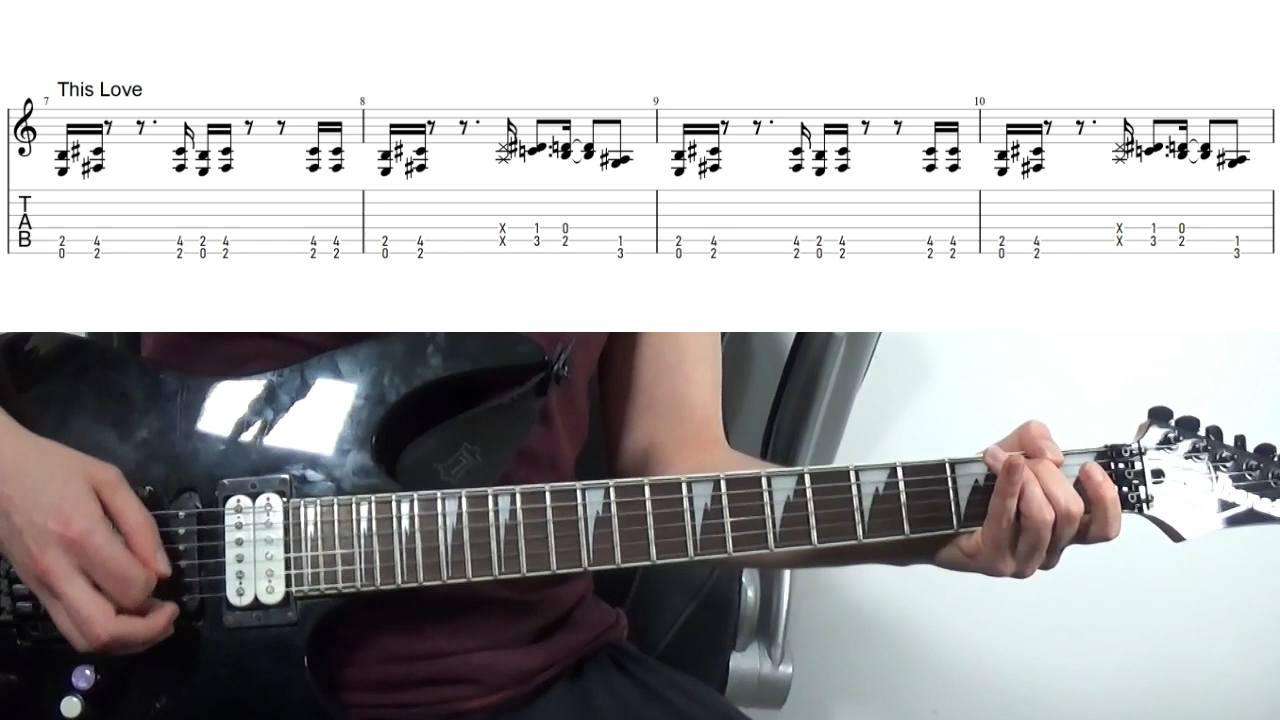 This Love
7 8 9 10
T
A
B
X 1 0 X 1 0
2 4 4 2 4 4 4 2 4 X 3 2 1 2 4 4 2 4 4 4 2 4 X 3 2 1
0 2 2 0 2 2 2 0 2 3 0 2 2 0 2 2 2 0 2 3